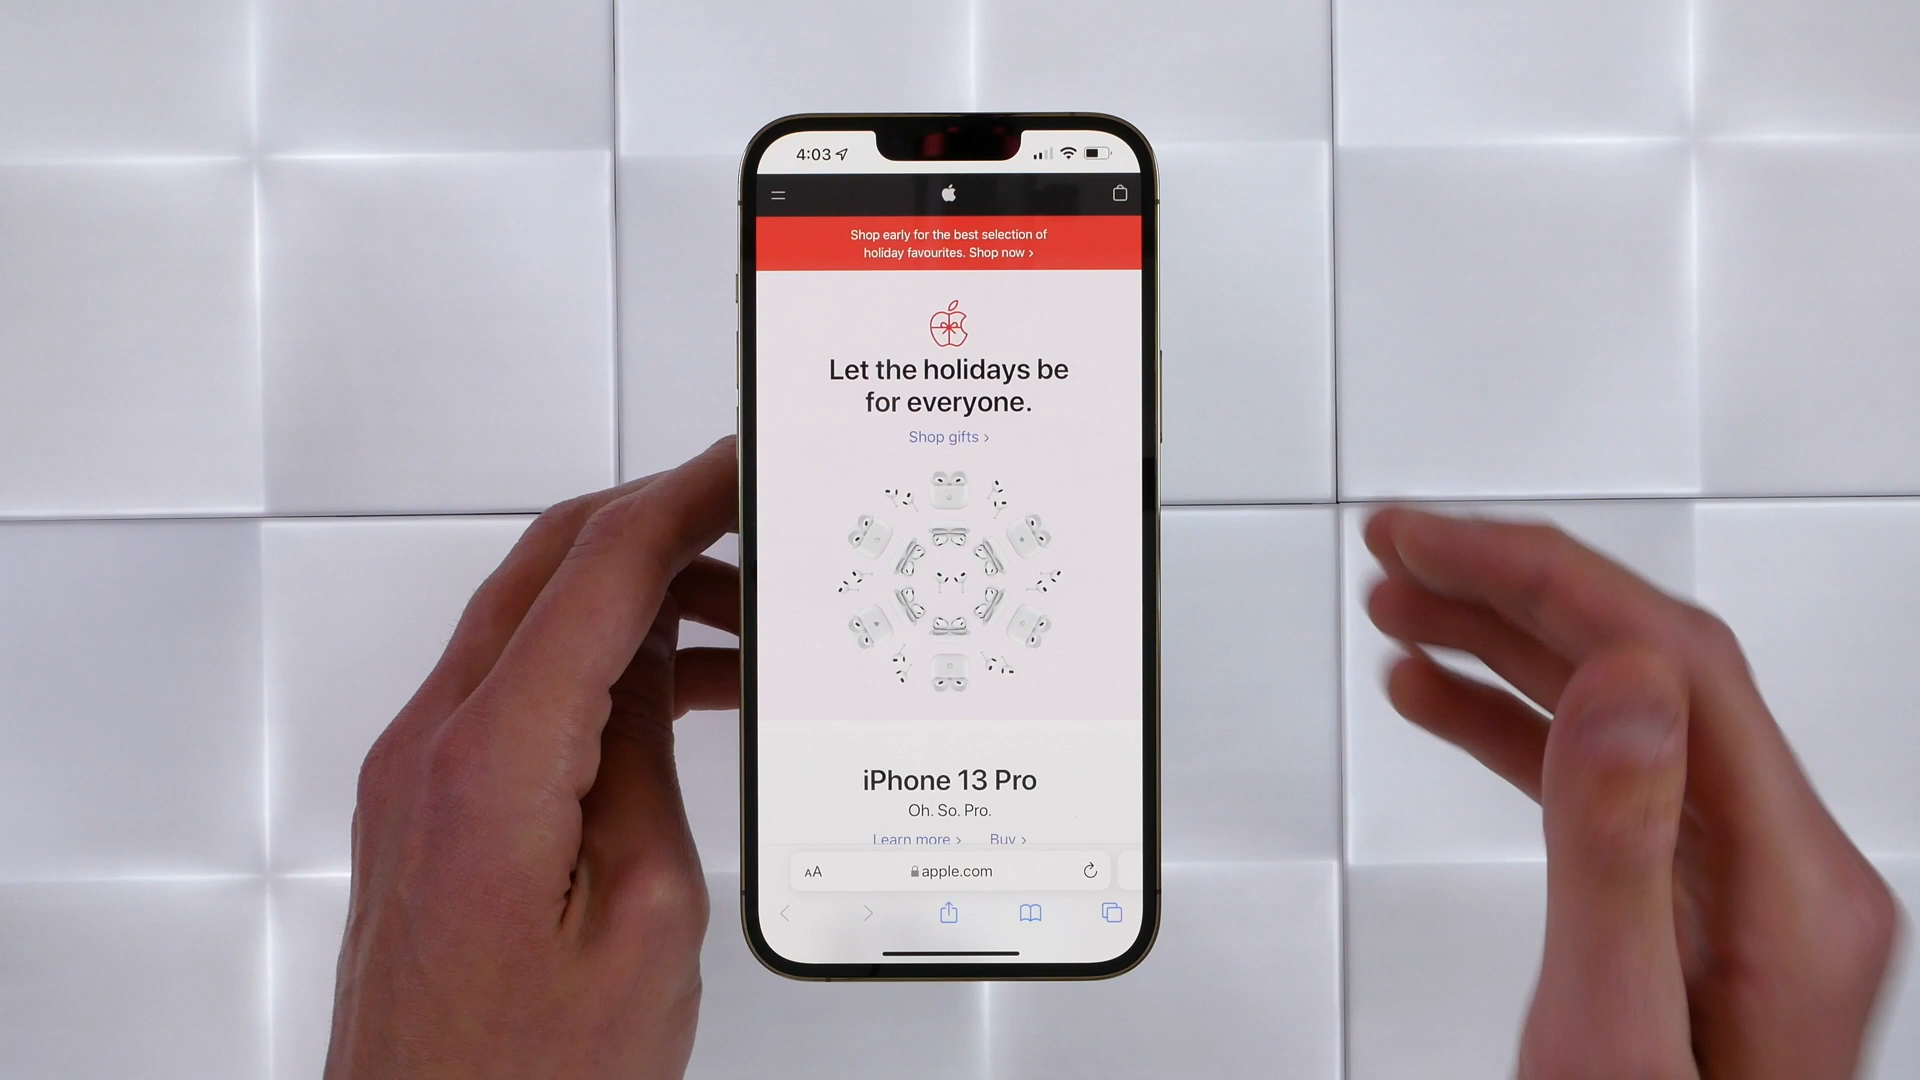 4:03
Shop early for the best selection of
holiday favourites. Shop now >
Let the holidays be
for everyone.
Shop gifts >
iPhone 13 Pro
Oh. So. Pro.
Learn more > Buy >
AA apple.com